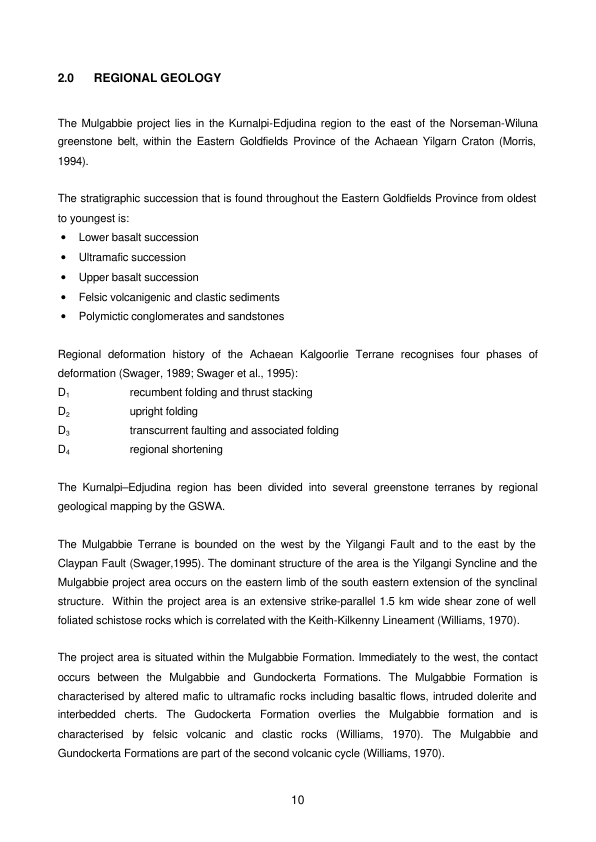 2.0 REGIONAL GEOLOGY
The Mulgabbie project lies in the Kurnalpi-Edjudina region to the east of the Norseman-Wiluna
greenstone belt, within the Eastern Goldfields Province of the Achaean Yilgarn Craton (Morris,
1994).
The stratigraphic succession that is found throughout the Eastern Goldfields Province from oldest
to youngest is:
• Lower basalt succession
• Ultramafic succession
• Upper basalt succession
• Felsic volcanigenic and clastic sediments
• Polymictic conglomerates and sandstones
Regional deformation history of the Achaean Kalgoorlie Terrane recognises four phases of
deformation (Swager, 1989; Swager et al., 1995):
D₁ recumbent folding and thrust stacking
D₂ upright folding
D₃ transcurrent faulting and associated folding
D₄ regional shortening
The Kurnalpi–Edjudina region has been divided into several greenstone terranes by regional
geological mapping by the GSWA.
The Mulgabbie Terrane is bounded on the west by the Yilgangi Fault and to the east by the
Claypan Fault (Swager,1995). The dominant structure of the area is the Yilgangi Syncline and the
Mulgabbie project area occurs on the eastern limb of the south eastern extension of the synclinal
structure. Within the project area is an extensive strike-parallel 1.5 km wide shear zone of well
foliated schistose rocks which is correlated with the Keith-Kilkenny Lineament (Williams, 1970).
The project area is situated within the Mulgabbie Formation. Immediately to the west, the contact
occurs between the Mulgabbie and Gundockerta Formations. The Mulgabbie Formation is
characterised by altered mafic to ultramafic rocks including basaltic flows, intruded dolerite and
interbedded cherts. The Gudockerta Formation overlies the Mulgabbie formation and is
characterised by felsic volcanic and clastic rocks (Williams, 1970). The Mulgabbie and
Gundockerta Formations are part of the second volcanic cycle (Williams, 1970).
10